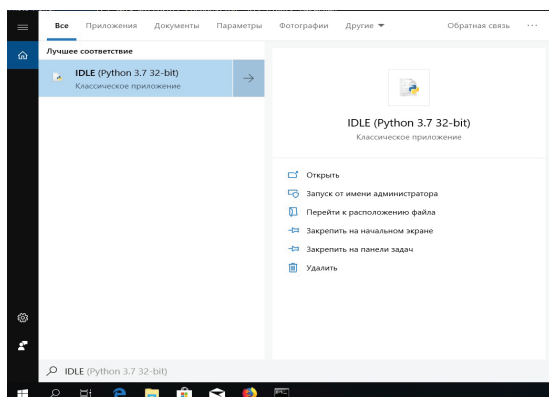 Все Приложения Документы Параметры Фотографии Другие Обратная связь ...
Лучшее соответствие
IDLE (Python 3.7 32-bit)
Классическое приложение
IDLE (Python 3.7 32-bit)
Классическое приложение
Открыть
Запуск от имени администратора
Перейти к расположению файла
Закрепить на начальном экране
Закрепить на панели задач
Удалить
IDLE (Python 3.7 32-bit)